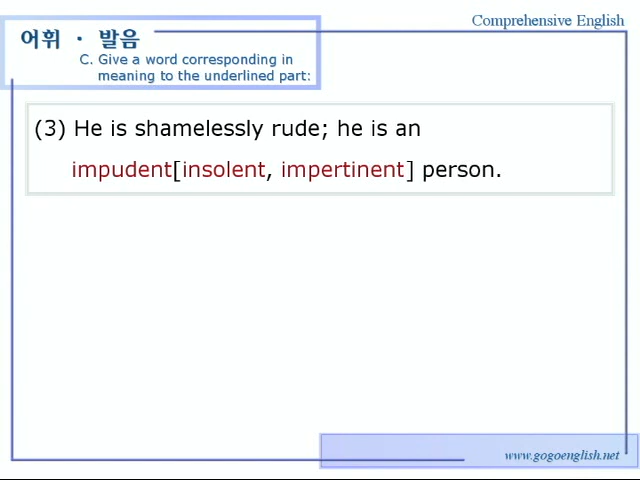 Comprehensive English
어휘 · 발음
C. Give a word corresponding in
meaning to the underlined part:
(3) He is shamelessly rude; he is an
impudent[insolent, impertinent] person.
www.gogoenglish.net